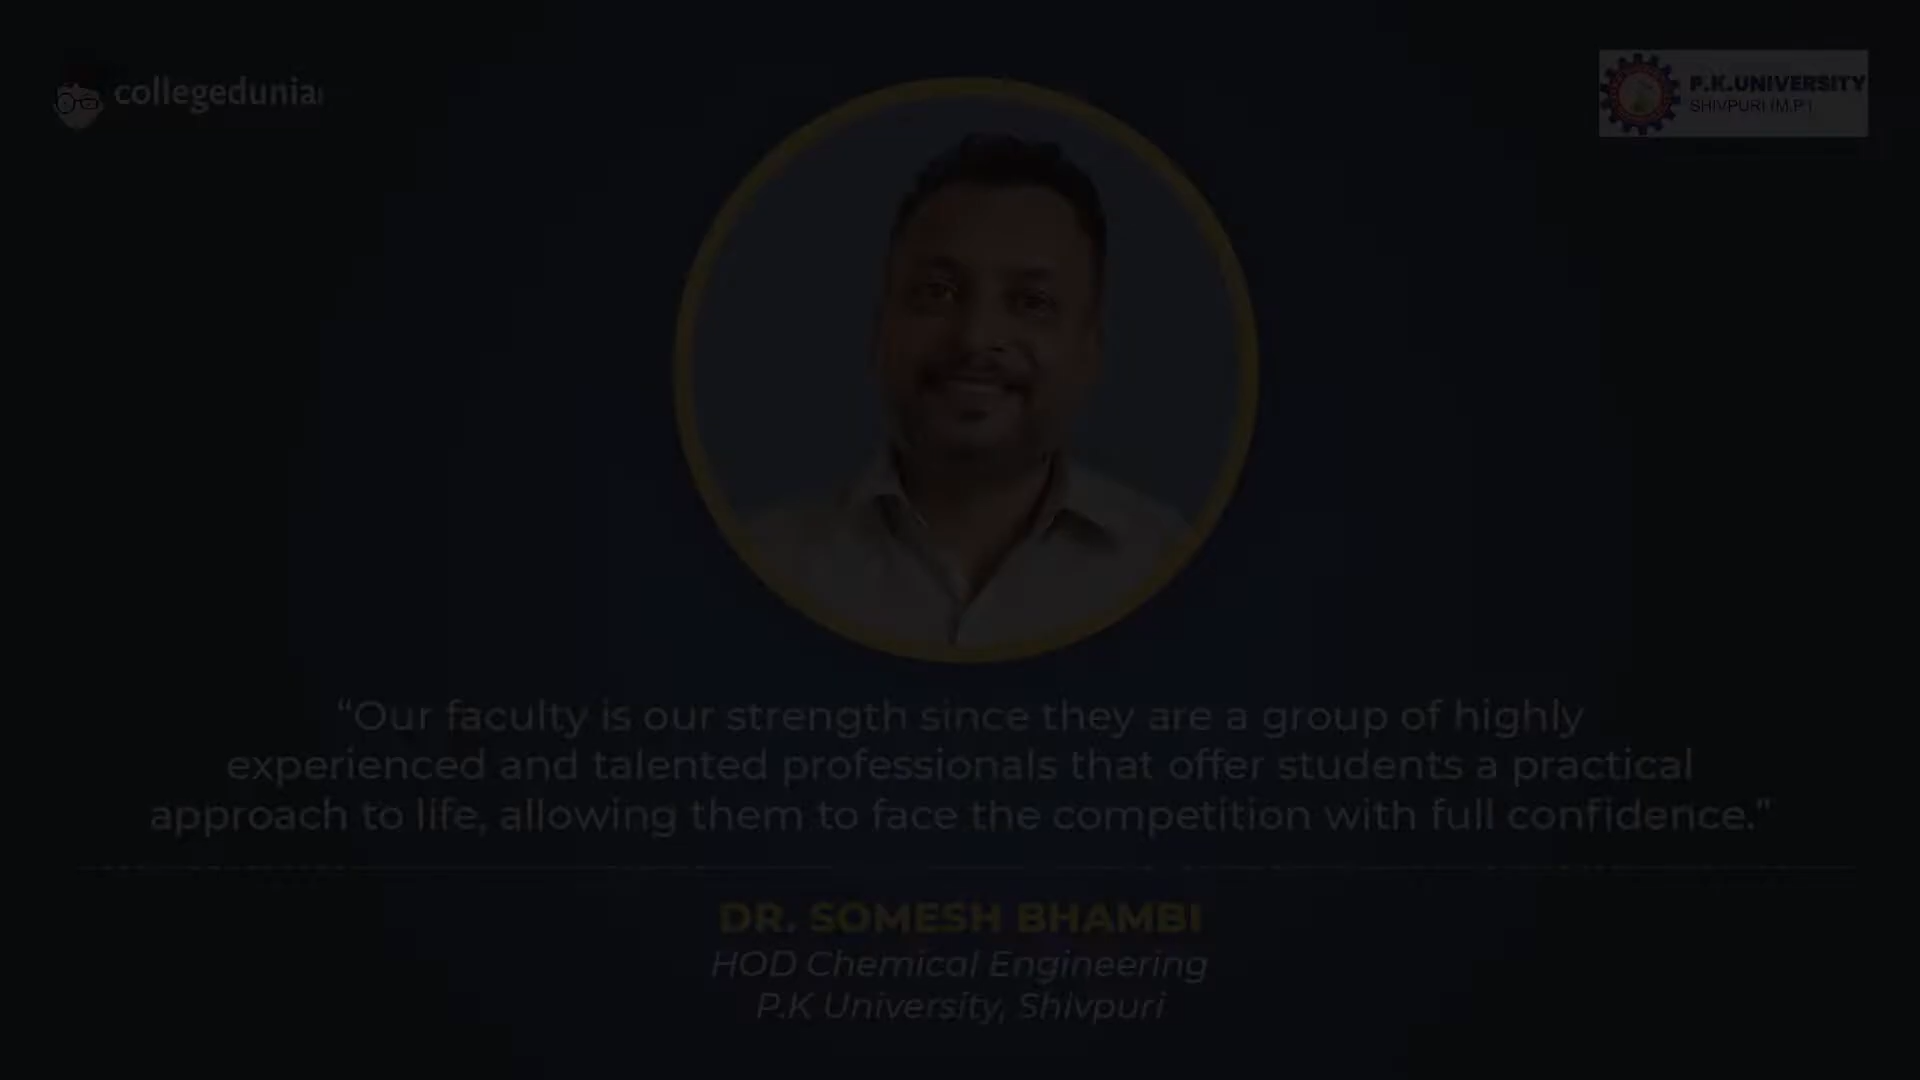 collegedunia
P.K.UNIVERSITY
SHIVPURI (M.P.)
“Our faculty is our strength since they are a group of highly
experienced and talented professionals that offer students a practical
approach to life, allowing them to face the competition with full confidence.”
DR. SOMESH BHAMBI
HOD Chemical Engineering
P.K University, Shivpuri